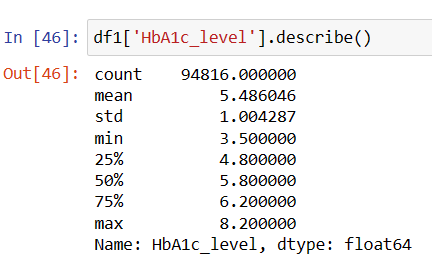 In [46]: df1['HbA1c_level'].describe()
Out[46]: count    94816.000000
mean         5.486046
std          1.004287
min          3.500000
25%          4.800000
50%          5.800000
75%          6.200000
max          8.200000
Name: HbA1c_level, dtype: float64